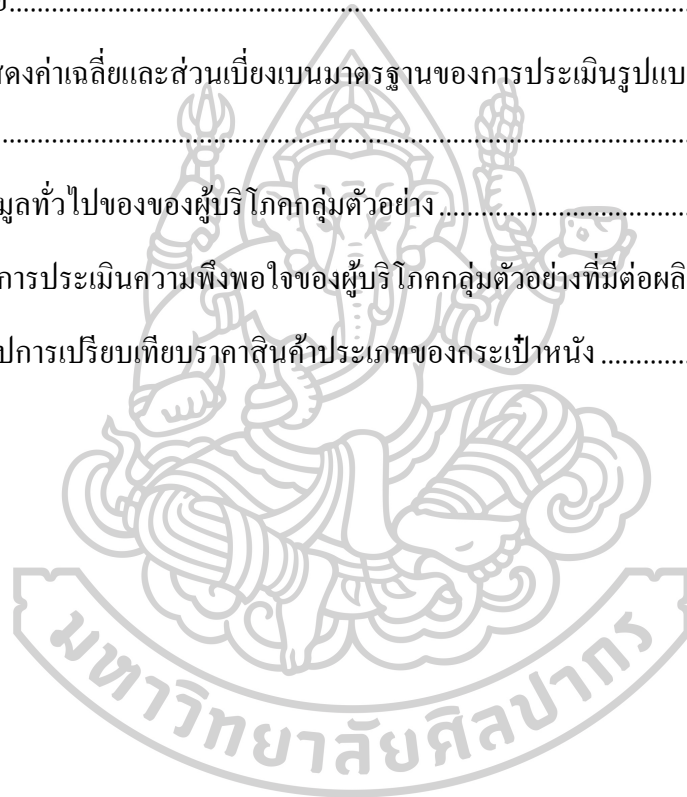 ป.......................................................................................................
สดงค่าเฉลี่ยและส่วนเบี่ยงเบนมาตรฐานของการประเมินรูปแบ
.........................................................................................................
มูลทั่วไปของของผู้บริโภคกลุ่มตัวอย่าง .....................................
การประเมินความพึงพอใจของผู้บริโภคกลุ่มตัวอย่างที่มีต่อผลิ
ปการเปรียบเทียบราคาสินค้าประเภทของกระเป๋าหนัง .............
มหาวิทยาลัยศิลปากร